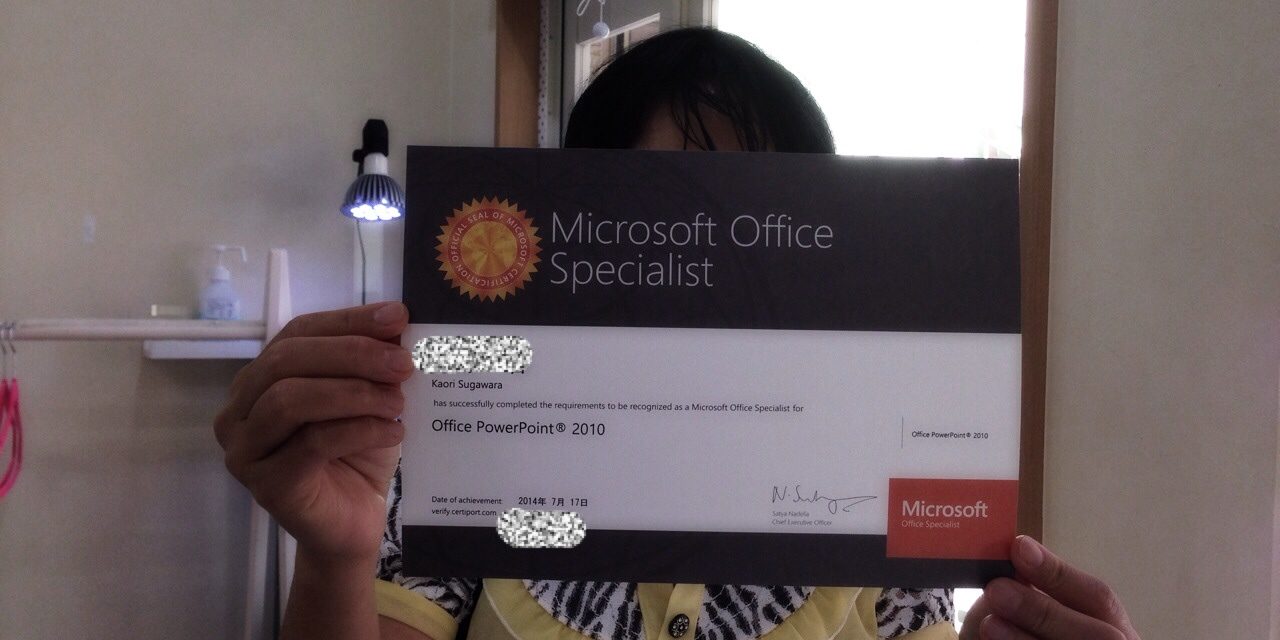 OFFICIAL SEAL OF MICROSOFT CERTIFICATION
Microsoft Office
Specialist
Kaori Sugawara
has successfully completed the requirements to be recognized as a Microsoft Office Specialist for
Office PowerPoint® 2010
Office PowerPoint® 2010
Date of achievement: 2014年 7月 17日
verify.certiport.com
Satya Nadella
Chief Executive Officer
Microsoft
Office Specialist